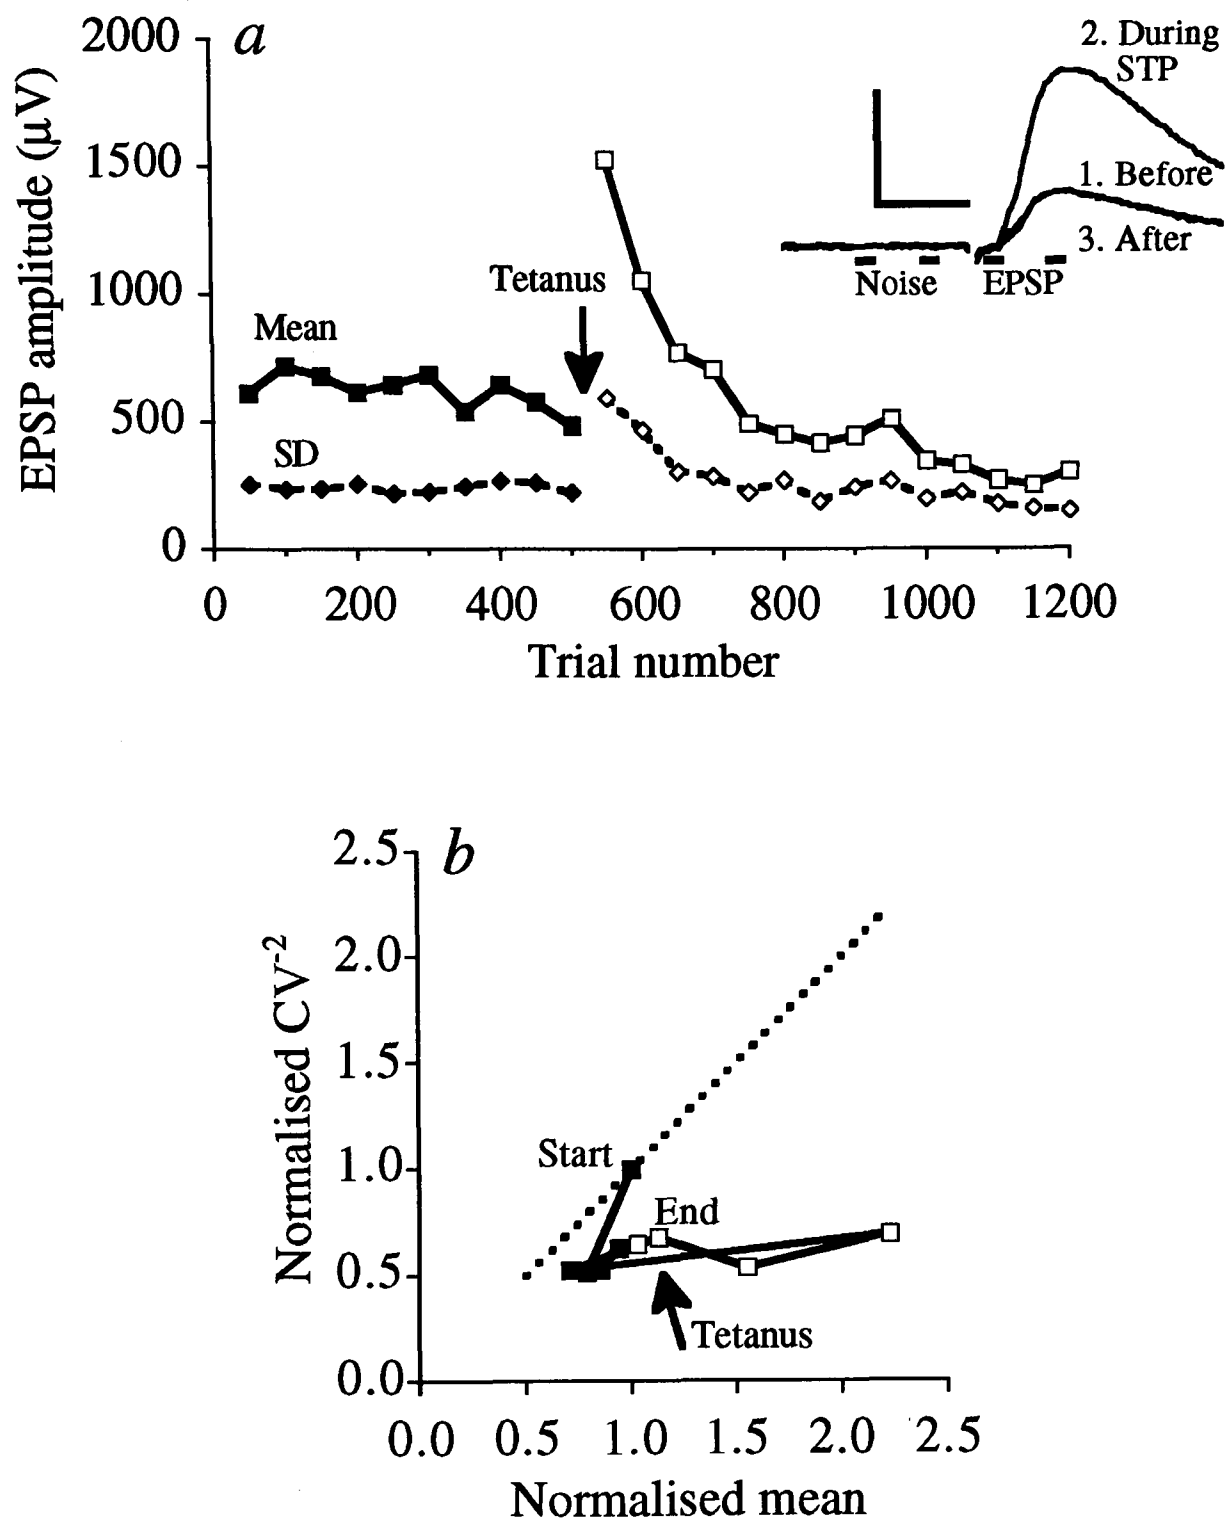 a
EPSP amplitude (μV)
2000
1500
1000
500
0
Mean
SD
Tetanus
2. During
STP
1. Before
3. After
Noise
EPSP
0
200
400
600
800
1000
1200
Trial number
b
Normalised CV-2
2.5
2.0
1.5
1.0
0.5
0.0
Start
End
Tetanus
0.0
0.5
1.0
1.5
2.0
2.5
Normalised mean